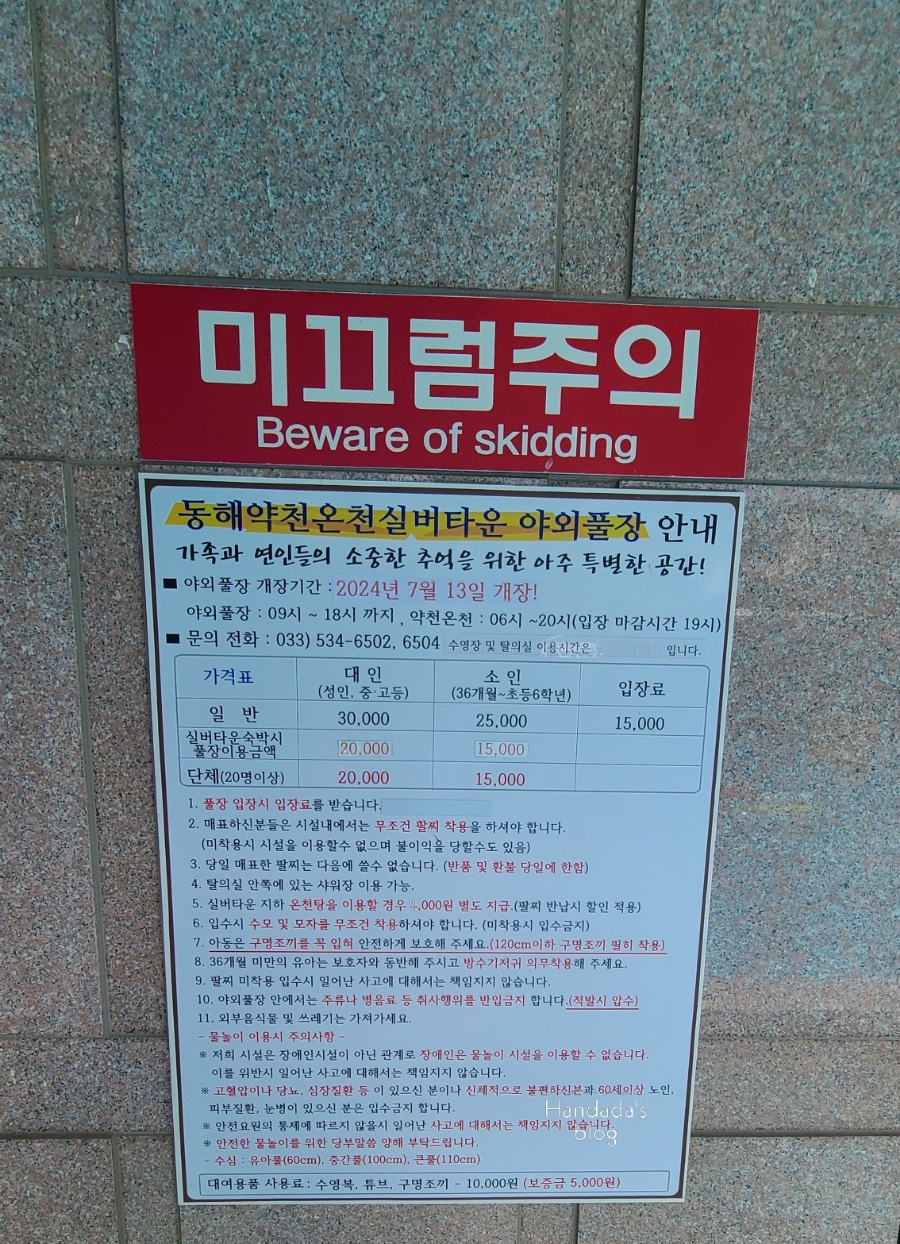 미끄럼주의
Beware of skidding
동해약천온천실버타운 야외풀장 안내
가족과 연인들의 소중한 추억을 위한 아주 특별한 공간!
■ 야외풀장 개장기간 : 2024년 7월 13일 개장!
야외풀장 : 09시 ~ 18시 까지 , 약천온천 : 06시 ~20시(입장 마감시간 19시)
■ 문의 전화 : 033) 534-6502, 6504 수영장 및 탈의실 이용시간은 입니다.
가격표 대 인 소 인 입장료
(성인, 중·고등) (36개월~초등6학년)
일 반 30,000 25,000 15,000
실버타운숙박시
풀장이용금액 20,000 15,000
단체(20명이상) 20,000 15,000
1. 풀장 입장시 입장료를 받습니다.
2. 매표하신분들은 시설내에서는 무조건 팔찌 착용을 하셔야 합니다.
(미착용시 시설을 이용할수 없으며 불이익을 당할수도 있음)
3. 당일 매표한 팔찌는 다음에 쓸수 없습니다. (반품 및 환불 당일에 한함)
4. 탈의실 안쪽에 있는 샤워장 이용 가능.
5. 실버타운 지하 온천탕을 이용할 경우 ,000원 별도 지급.(팔찌 반납시 할인 적용)
6. 입수시 수모 및 모자를 무조건 착용하셔야 합니다. (미착용시 입수금지)
7. 아동은 구명조끼를 꼭 입혀 안전하게 보호해 주세요.(120cm이하 구명조끼 필히 착용)
8. 36개월 미만의 유아는 보호자와 동반해 주시고 방수기저귀 의무착용해 주세요.
9. 팔찌 미착용 입수시 일어난 사고에 대해서는 책임지지 않습니다.
10. 야외풀장 안에서는 주류나 병음료 등 취사행위를 반입금지 합니다.(적발시 압수)
11. 외부음식물 및 쓰레기는 가져가세요.
- 물놀이 이용시 주의사항 -
※ 저희 시설은 장애인시설이 아닌 관계로 장애인은 물놀이 시설을 이용할 수 없습니다.
이를 위반시 일어난 사고에 대해서는 책임지지 않습니다.
※ 고혈압이나 당뇨, 심장질환 등 이 있으신 분이나 신체적으로 불편하신분과 60세이상 노인,
피부질환, 눈병이 있으신 분은 입수금지 합니다.
※ 안전요원의 통제에 따르지 않을시 일어난 사고에 대해서는 책임지지 않습니다.
※ 안전한 물놀이를 위한 당부말씀 양해 부탁드립니다.
- 수심 : 유아풀(60cm), 중간풀(100cm), 큰풀(110cm)
대여용품 사용료 : 수영복, 튜브, 구명조끼 - 10,000원 (보증금 5,000원)
Handada's
blog